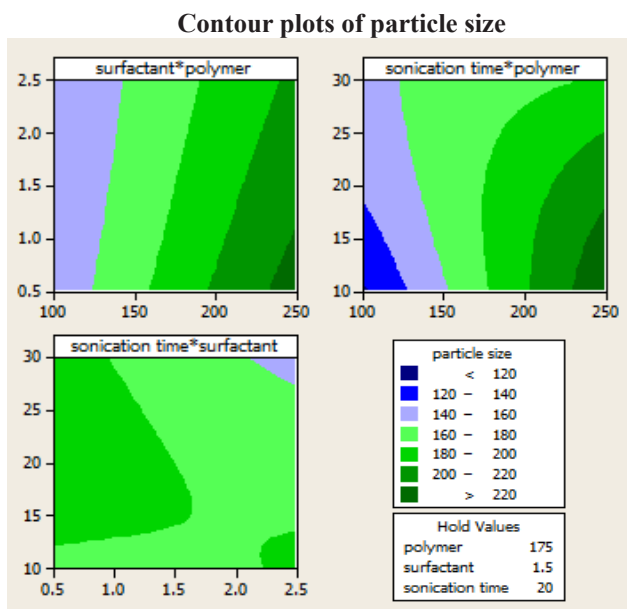 Contour plots of particle size
surfactant*polymer
2.5
2.0
1.5
1.0
0.5
100 150 200 250
sonication time*polymer
30
25
20
15
10
100 150 200 250
sonication time*surfactant
30
25
20
15
10
0.5 1.0 1.5 2.0 2.5
particle size
< 120
120 – 140
140 – 160
160 – 180
180 – 200
200 – 220
> 220
Hold Values
polymer 175
surfactant 1.5
sonication time 20